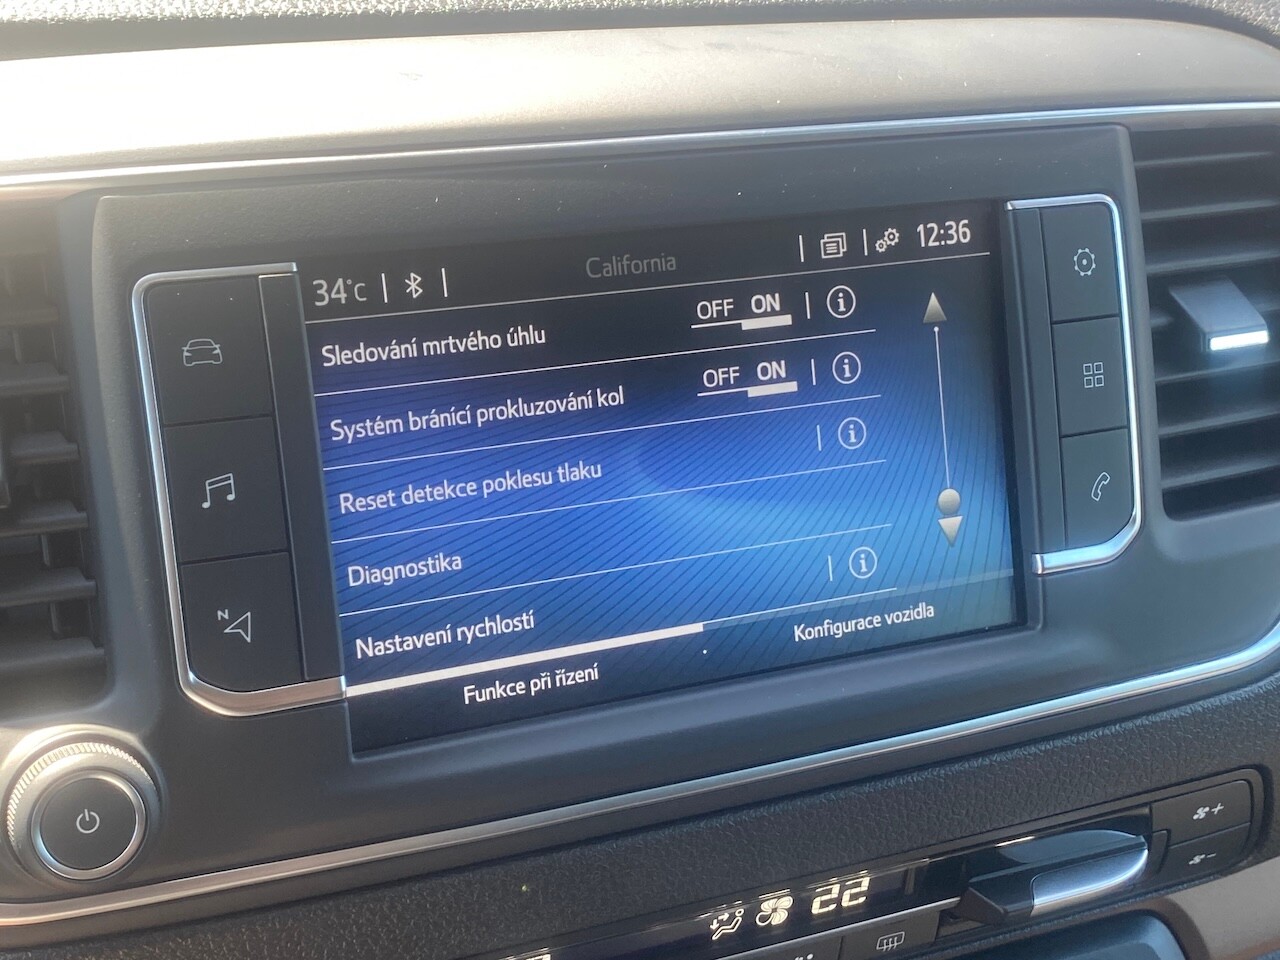 34°C California 12:36
Sledování mrtvého úhlu OFF ON
Systém bránící prokluzování kol OFF ON
Reset detekce poklesu tlaku
Diagnostika
Nastavení rychlostí
Funkce při řízení Konfigurace vozidla
N
22